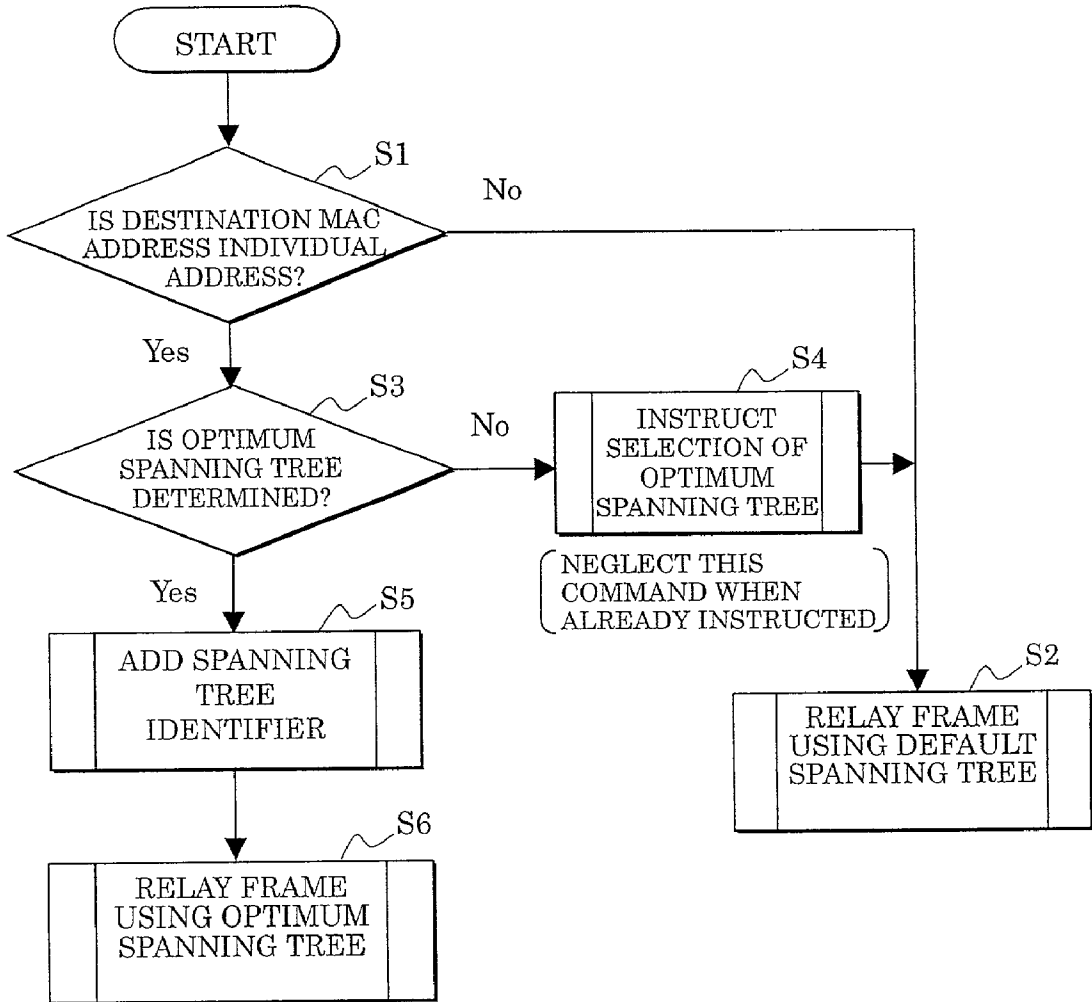 START
S1
No
IS DESTINATION MAC
ADDRESS INDIVIDUAL
ADDRESS?
Yes
S3
No
IS OPTIMUM
SPANNING TREE
DETERMINED?
S4
INSTRUCT
SELECTION OF
OPTIMUM
SPANNING TREE
NEGLECT THIS
COMMAND WHEN
ALREADY INSTRUCTED
Yes
S5
ADD SPANNING
TREE
IDENTIFIER
S2
RELAY FRAME
USING DEFAULT
SPANNING TREE
S6
RELAY FRAME
USING OPTIMUM
SPANNING TREE